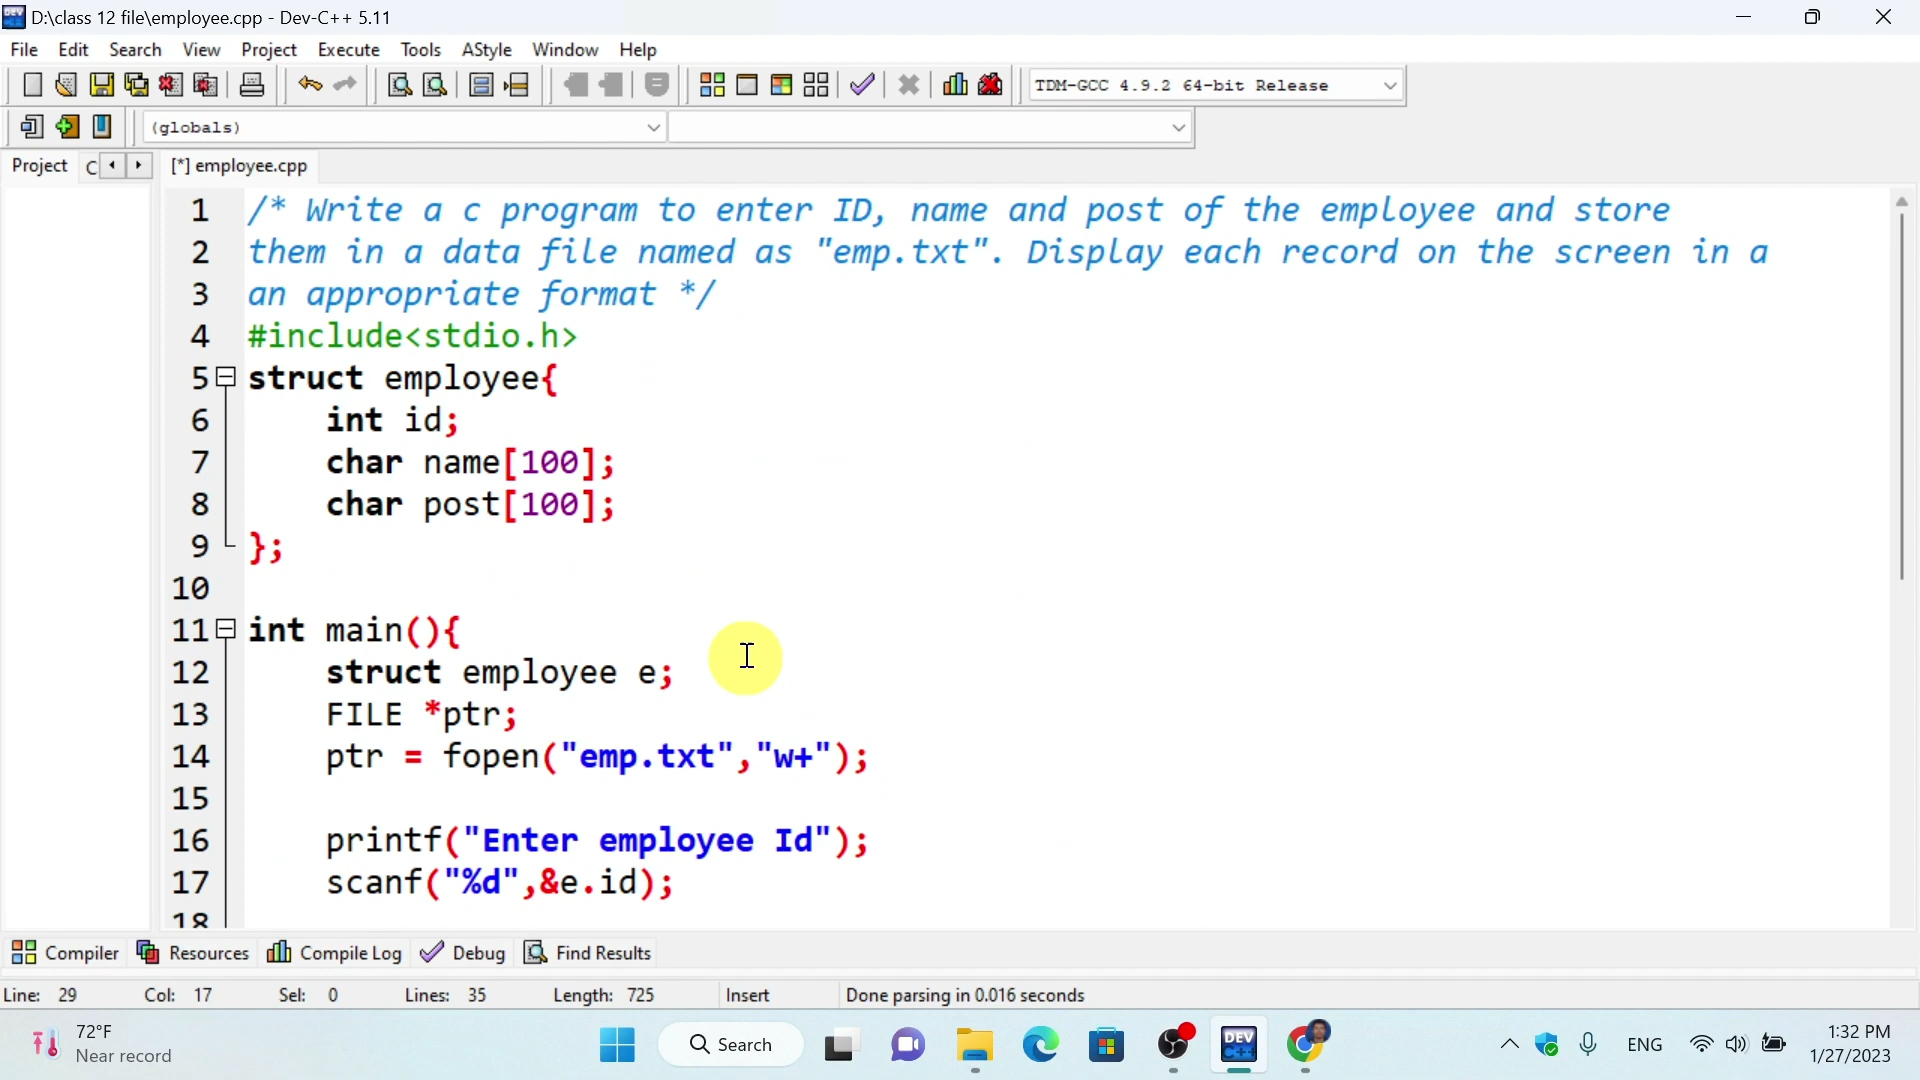 D:\class 12 file\employee.cpp - Dev-C++ 5.11
File Edit Search View Project Execute Tools AStyle Window Help
TDM-GCC 4.9.2 64-bit Release
(globals)
Project C [*] employee.cpp
1 /* Write a c program to enter ID, name and post of the employee and store
2 them in a data file named as "emp.txt". Display each record on the screen in a
3 an appropriate format */
4 #include<stdio.h>
5 struct employee{
6 int id;
7 char name[100];
8 char post[100];
9 };
10
11 int main(){
12 struct employee e;
13 FILE *ptr;
14 ptr = fopen("emp.txt","w+");
15
16 printf("Enter employee Id");
17 scanf("%d",&e.id);
18
Compiler Resources Compile Log Debug Find Results
Line: 29 Col: 17 Sel: 0 Lines: 35 Length: 725 Insert Done parsing in 0.016 seconds
72°F
Near record
Search
DEV C++
ENG
1:32 PM
1/27/2023